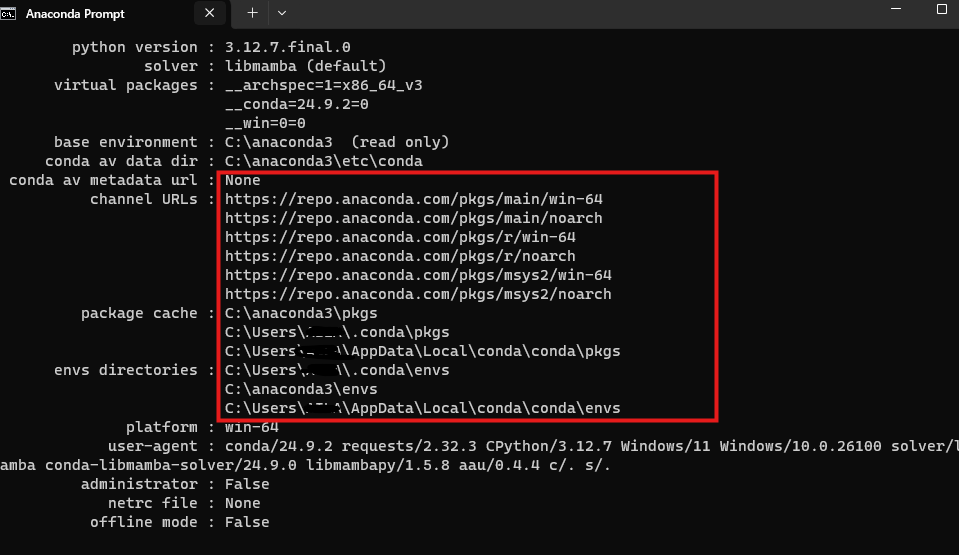 Anaconda Prompt
python version : 3.12.7.final.0
solver : libmamba (default)
virtual packages : __archspec=1=x86_64_v3
__conda=24.9.2=0
__win=0=0
base environment : C:\anaconda3  (read only)
conda av data dir : C:\anaconda3\etc\conda
conda av metadata url : None
channel URLs : https://repo.anaconda.com/pkgs/main/win-64
https://repo.anaconda.com/pkgs/main/noarch
https://repo.anaconda.com/pkgs/r/win-64
https://repo.anaconda.com/pkgs/r/noarch
https://repo.anaconda.com/pkgs/msys2/win-64
https://repo.anaconda.com/pkgs/msys2/noarch
package cache : C:\anaconda3\pkgs
C:\Users\ \.conda\pkgs
C:\Users\ \AppData\Local\conda\conda\pkgs
envs directories : C:\Users\ \.conda\envs
C:\anaconda3\envs
C:\Users\ \AppData\Local\conda\conda\envs
platform : win-64
user-agent : conda/24.9.2 requests/2.32.3 CPython/3.12.7 Windows/11 Windows/10.0.26100 solver/l
amba conda-libmamba-solver/24.9.0 libmambapy/1.5.8 aau/0.4.4 c/. s/.
administrator : False
netrc file : None
offline mode : False